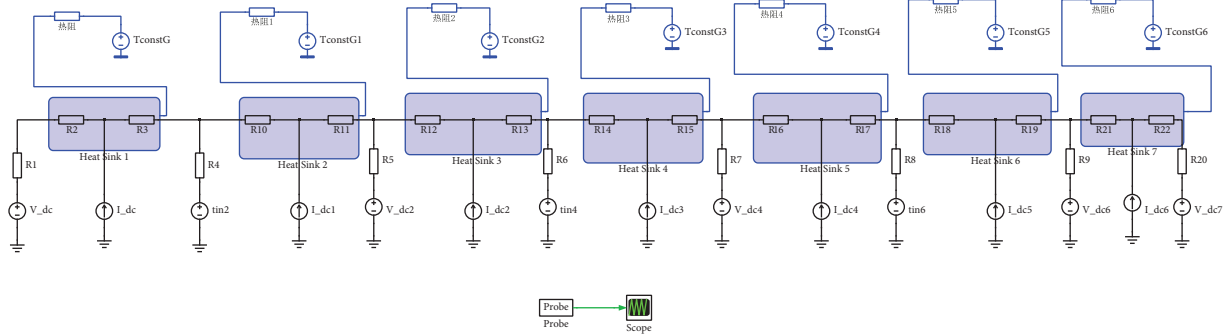 热阻
热阻1
热阻2
热阻3
热阻4
热阻5
热阻6
TconstG
TconstG1
TconstG2
TconstG3
TconstG4
TconstG5
TconstG6
R2
R3
R10
R11
R12
R13
R14
R15
R16
R17
R18
R19
R21
R22
Heat Sink 1
Heat Sink 2
Heat Sink 3
Heat Sink 4
Heat Sink 5
Heat Sink 6
Heat Sink 7
R1
R4
R5
R6
R7
R8
R9
R20
V_dc
I_dc
tin2
I_dc1
V_dc2
I_dc2
tin4
I_dc3
V_dc4
I_dc4
tin6
I_dc5
V_dc6
I_dc6
V_dc7
Probe
Probe
Scope